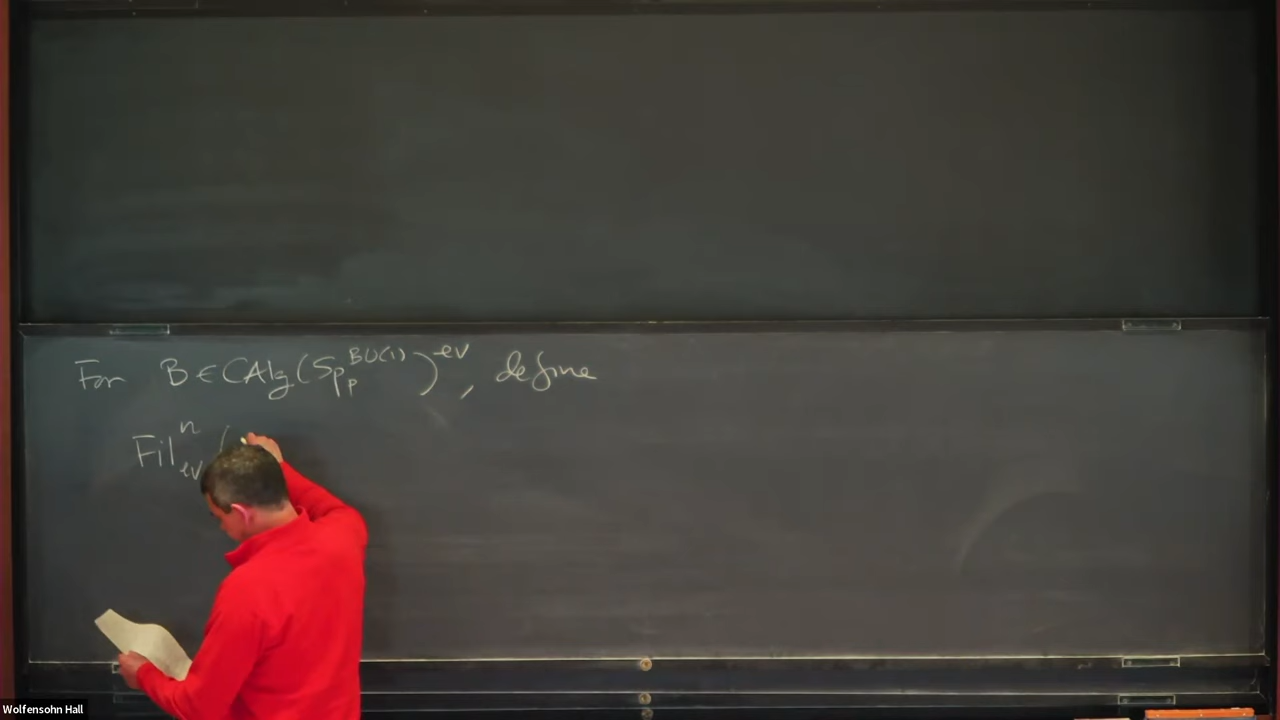 For B ∈ CAlg(Sp_p^{BU(1)})^{ev}, define
Fil^n_{ev} (
Wolfensohn Hall